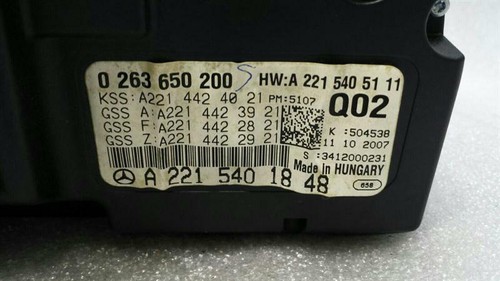 0 263 650 200 S HW:A 221 540 51 11
KSS: A221 442 40 21 PM:5107 Q02
GSS A: A221 442 39 21
GSS F: A221 442 28 21 K :504538
GSS Z: A221 442 29 21 11 10 2007
S :3412000231
A 221 540 18 48 Made in HUNGARY
658